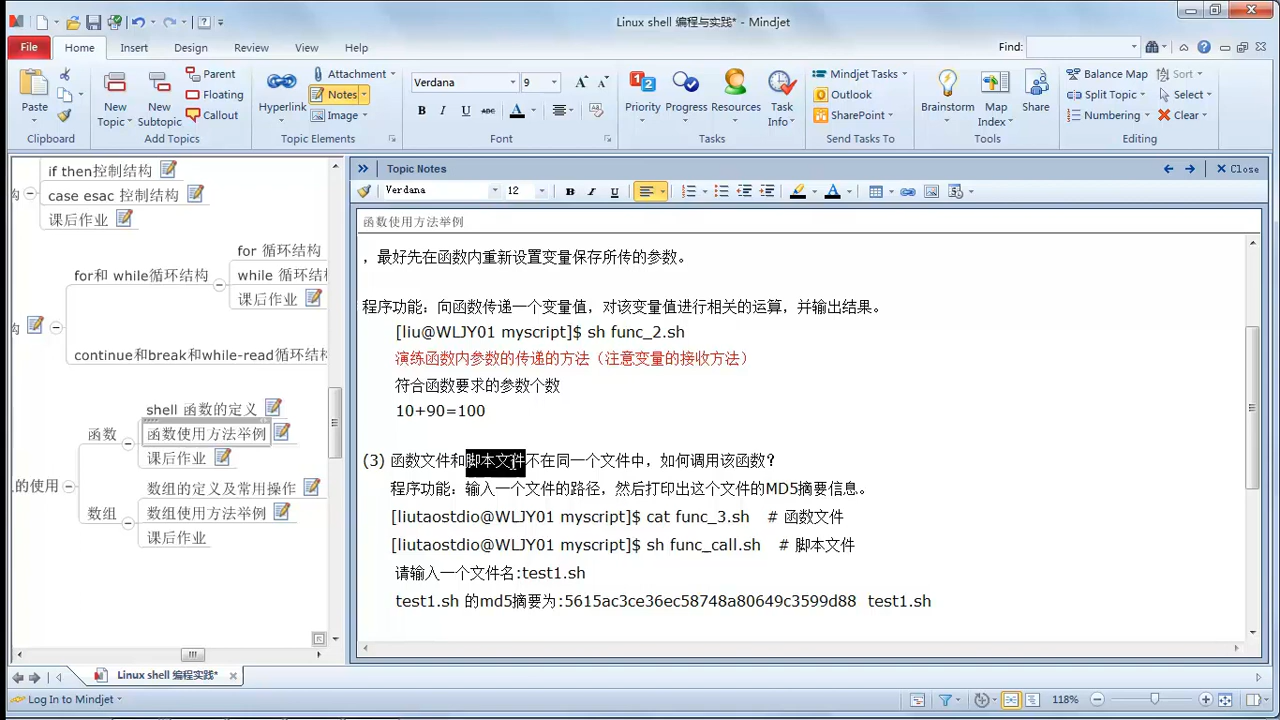 Linux shell 编程与实践* - Mindjet
File Home Insert Design Review View Help Find:
Paste
Clipboard
New Topic New Subtopic Parent Floating Callout
Add Topics
Hyperlink Attachment Notes Image
Topic Elements
Verdana 9
B I U abc A
Font
Priority Progress Resources Task Info
Tasks
Mindjet Tasks Outlook SharePoint
Send Tasks To
Brainstorm Map Index Share
Tools
Balance Map Split Topic Numbering Sort Select Clear
Editing
if then控制结构
case esac 控制结构
课后作业
for 循环结构
for和 while循环结构
while 循环结
课后作业
构
continue和break和while-read循环结构
shell 函数的定义
函数
函数使用方法举例
课后作业
的使用
数组的定义及常用操作
数组
数组使用方法举例
课后作业
Topic Notes Close
Verdana 12 B I U
函数使用方法举例
，最好先在函数内重新设置变量保存所传的参数。
程序功能：向函数传递一个变量值，对该变量值进行相关的运算，并输出结果。
[liu@WLJY01 myscript]$ sh func_2.sh
演练函数内参数的传递的方法（注意变量的接收方法）
符合函数要求的参数个数
10+90=100
(3) 函数文件和脚本文件不在同一个文件中，如何调用该函数？
程序功能：输入一个文件的路径，然后打印出这个文件的MD5摘要信息。
[liutaostdio@WLJY01 myscript]$ cat func_3.sh # 函数文件
[liutaostdio@WLJY01 myscript]$ sh func_call.sh # 脚本文件
请输入一个文件名:test1.sh
test1.sh 的md5摘要为:5615ac3ce36ec58748a80649c3599d88 test1.sh
Linux shell 编程实践*
Log In to Mindjet 118%